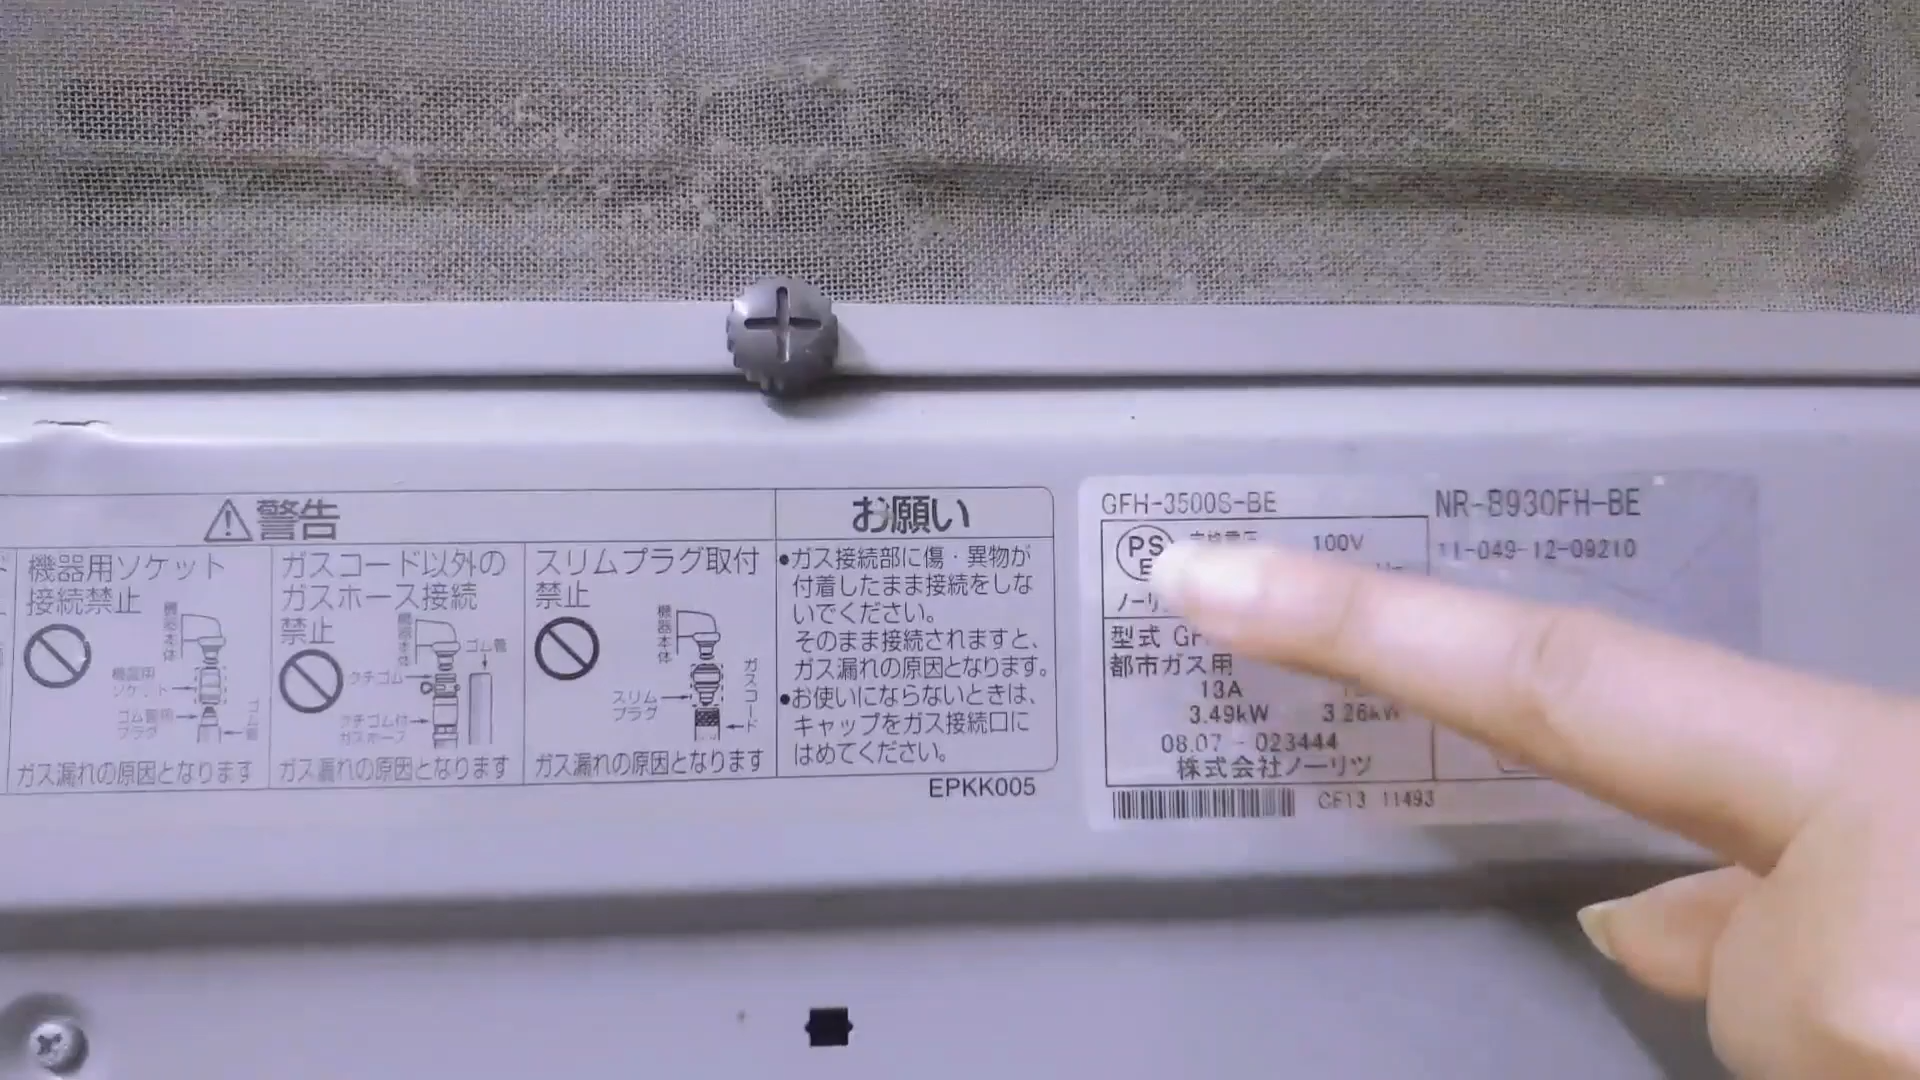 警告
機器用ソケット
接続禁止
機器本体
機器用
ソケット
ゴム管用
プラグ
ゴム管
ガス漏れの原因となります
ガスコード以外の
ガスホース接続
禁止
機器本体
ゴム管
クチゴム
クチゴム付
ガスホース
ガス漏れの原因となります
スリムプラグ取付
禁止
機器本体
スリム
プラグ
ガスコード
ガス漏れの原因となります
お願い
●ガス接続部に傷・異物が
付着したまま接続をしな
いでください。
そのまま接続されますと、
ガス漏れの原因となります。
●お使いにならないときは、
キャップをガス接続口に
はめてください。
EPKK005
GFH-3500S-BE
PS
E
100V
ノーリ
型式 GF
都市ガス用
13A
3.49kW 3.26kW
08.07-023444
株式会社ノーリツ
CF13 11493
NR-B930FH-BE
11-049-12-09210